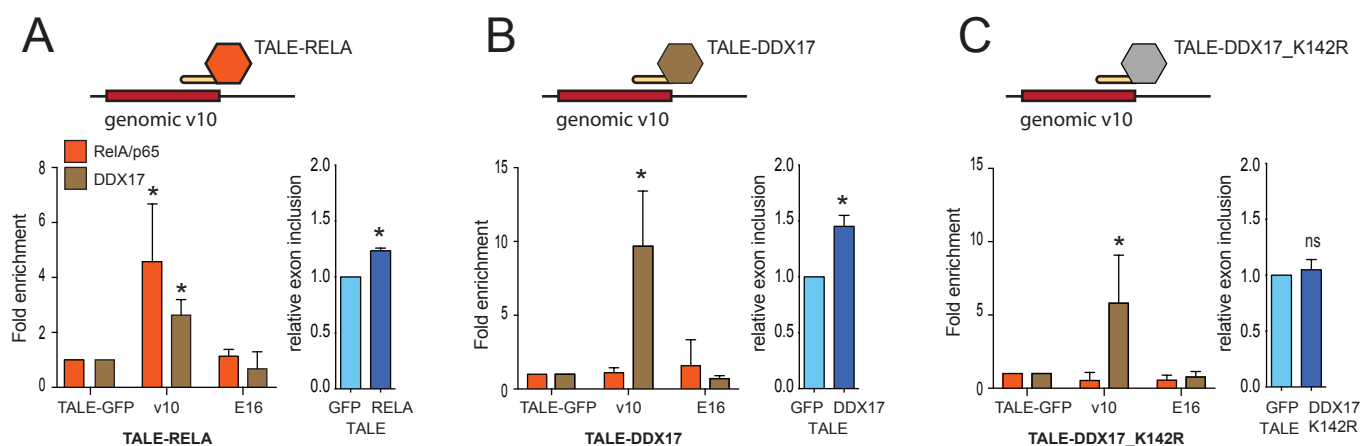 A
TALE-RELA
genomic v10
RelA/p65
DDX17
Fold enrichment
8
6
4
2
0
TALE-GFP
v10
E16
TALE-RELA
relative exon inclusion
2.0
1.5
1.0
0.5
0.0
GFP RELA
TALE
*
*
*
B
TALE-DDX17
genomic v10
Fold enrichment
15
10
5
0
TALE-GFP
v10
E16
TALE-DDX17
relative exon inclusion
2.0
1.5
1.0
0.5
0.0
GFP DDX17
TALE
*
*
C
TALE-DDX17_K142R
genomic v10
Fold enrichment
15
10
5
0
TALE-GFP
v10
E16
TALE-DDX17_K142R
relative exon inclusion
2.0
1.5
1.0
0.5
0.0
GFP DDX17
TALE K142R
*
ns